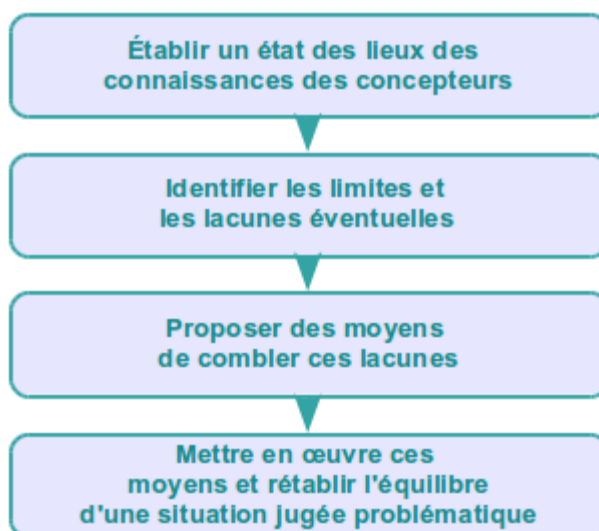 Établir un état des lieux des
connaissances des concepteurs
Identifier les limites et
les lacunes éventuelles
Proposer des moyens
de combler ces lacunes
Mettre en œuvre ces
moyens et rétablir l'équilibre
d'une situation jugée problématique